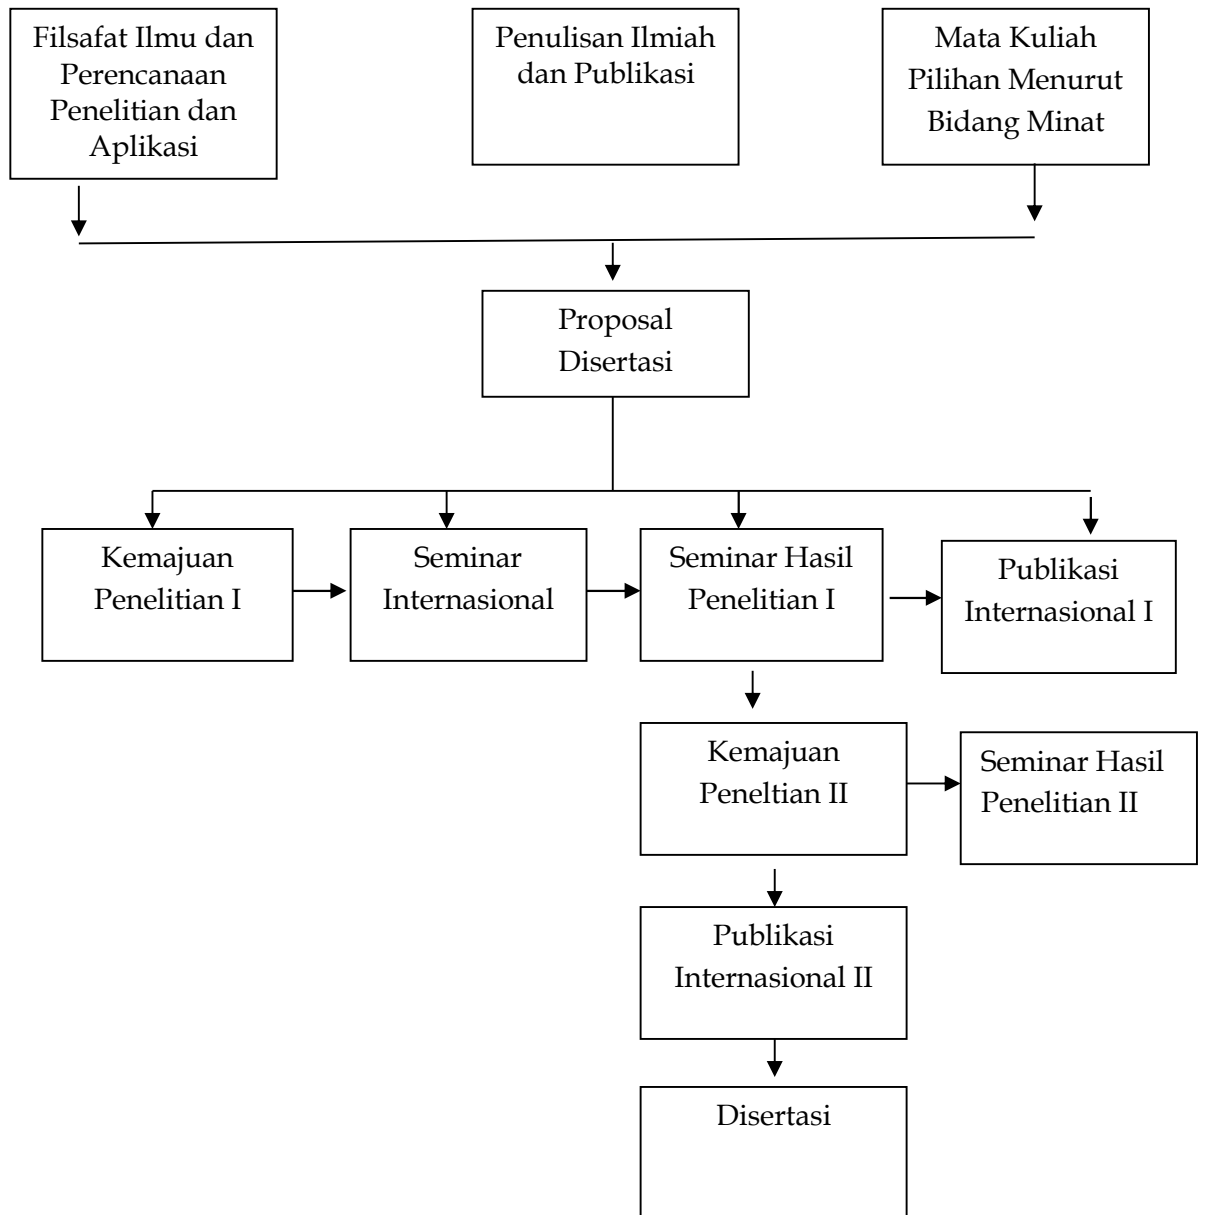 Filsafat Ilmu dan
Perencanaan
Penelitian dan
Aplikasi
Penulisan Ilmiah
dan Publikasi
Mata Kuliah
Pilihan Menurut
Bidang Minat
Proposal
Disertasi
Kemajuan
Penelitian I
Seminar
Internasional
Seminar Hasil
Penelitian I
Publikasi
Internasional I
Kemajuan
Peneltian II
Seminar Hasil
Penelitian II
Publikasi
Internasional II
Disertasi